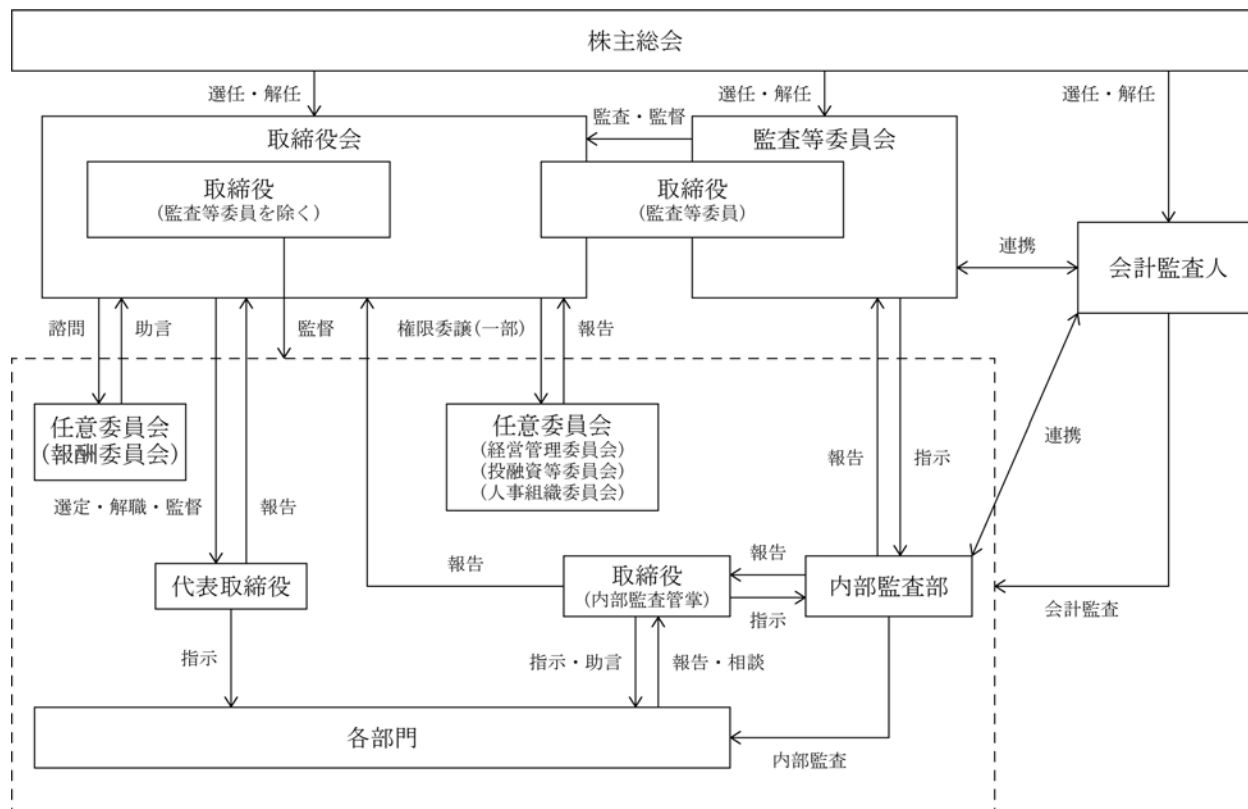 株主総会
選任・解任
選任・解任
選任・解任
取締役会
監査・監督
監査等委員会
取締役
(監査等委員を除く)
取締役
(監査等委員)
連携
会計監査人
諮問
助言
監督
権限委譲(一部)
報告
任意委員会
(報酬委員会)
任意委員会
(経営管理委員会)
(投融資等委員会)
(人事組織委員会)
報告
指示
連携
選定・解職・監督
報告
代表取締役
報告
取締役
(内部監査管掌)
報告
指示
内部監査部
会計監査
指示
指示・助言
報告・相談
各部門
内部監査